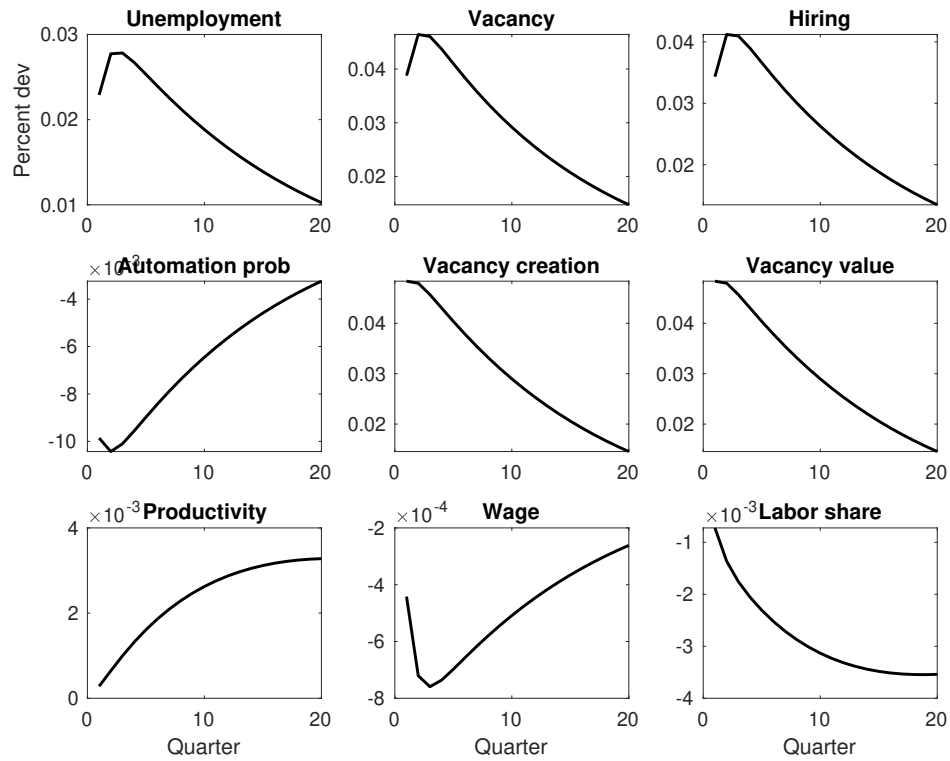 Unemployment
Percent dev
0.03
0.02
0.01
0 10 20
Vacancy
0.04
0.03
0.02
0 10 20
Hiring
0.04
0.03
0.02
0 10 20
×10-3 Automation prob
-4
-6
-8
-10
0 10 20
Vacancy creation
0.04
0.03
0.02
0 10 20
Vacancy value
0.04
0.03
0.02
0 10 20
×10-3 Productivity
4
2
0
0 10 20
Quarter
×10-4 Wage
-2
-4
-6
-8
0 10 20
Quarter
×10-3 Labor share
-1
-2
-3
-4
0 10 20
Quarter